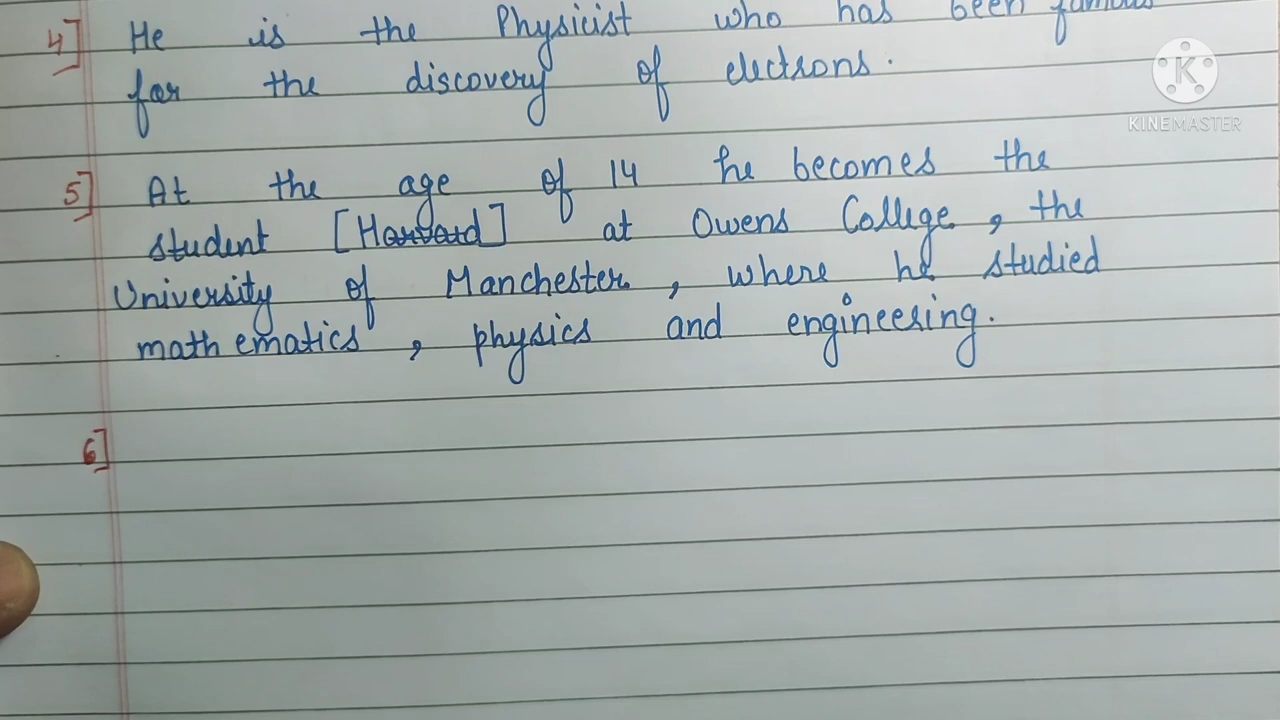 4] He is the Physicist who has been famous
for the discovery of electrons.
5] At the age of 14 he becomes the
student [Harvard] at Owens College, the
University of Manchester, where he studied
mathematics, physics and engineering.
6]
K
KINEMASTER